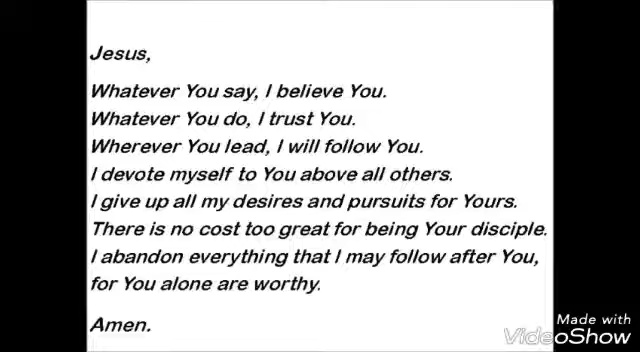 Jesus,
Whatever You say, I believe You.
Whatever You do, I trust You.
Wherever You lead, I will follow You.
I devote myself to You above all others.
I give up all my desires and pursuits for Yours.
There is no cost too great for being Your disciple.
I abandon everything that I may follow after You,
for You alone are worthy.
Amen.
Made with
VideoShow